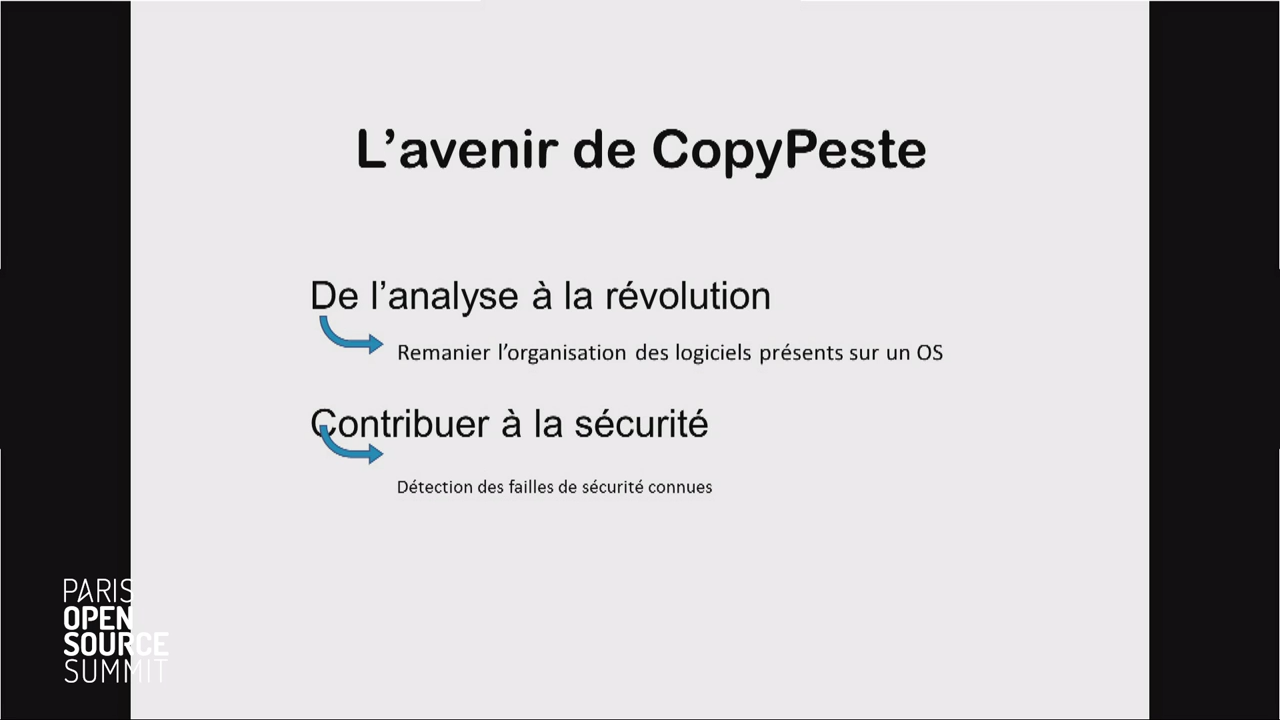 L’avenir de CopyPeste
De l’analyse à la révolution
Remanier l’organisation des logiciels présents sur un OS
Contribuer à la sécurité
Détection des failles de sécurité connues
PARIS
OPEN
SOURCE
SUMMIT